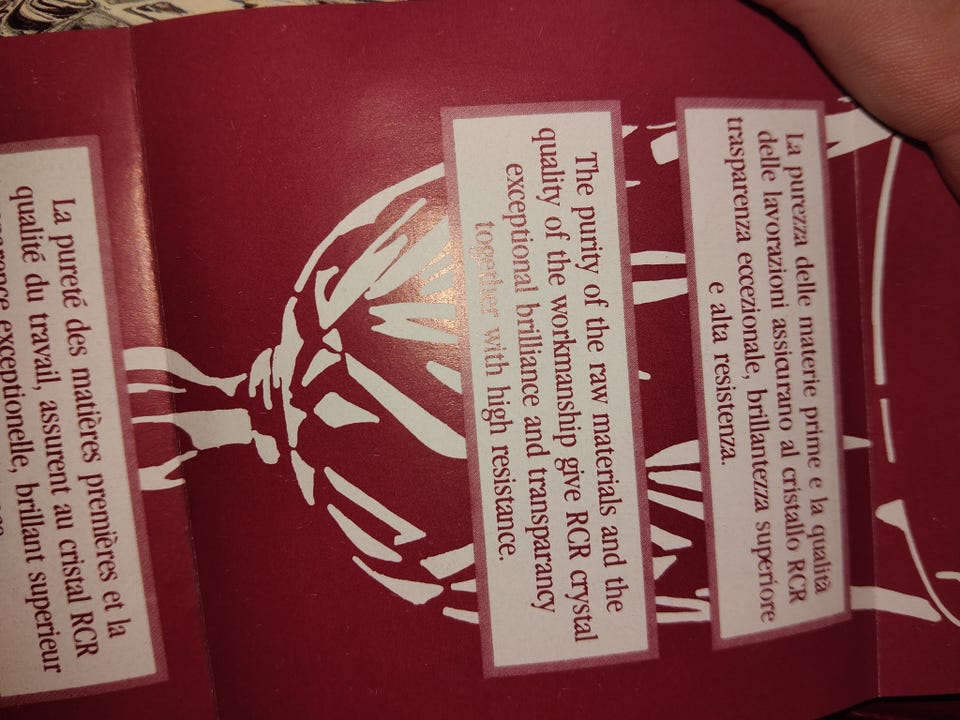 La purezza delle materie prime e la qualità
delle lavorazioni assicurano al cristallo RCR
trasparenza eccezionale, brillantezza superiore
e alta resistenza.
The purity of the raw materials and the
quality of the workmanship give RCR crystal
exceptional brilliance and transparancy
together with high resistance.
La pureté des matières premières et la
qualité du travail, assurent au cristal RCR
exceptionelle, brillant superieur